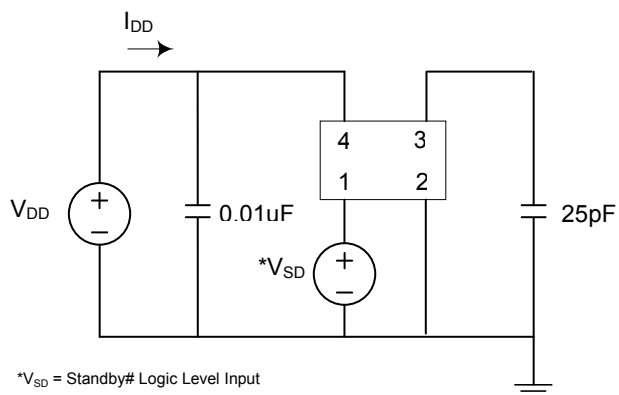 IDD
4 3
1 2
VDD
+
−
0.01uF
25pF
*VSD
+
−
*VSD = Standby# Logic Level Input